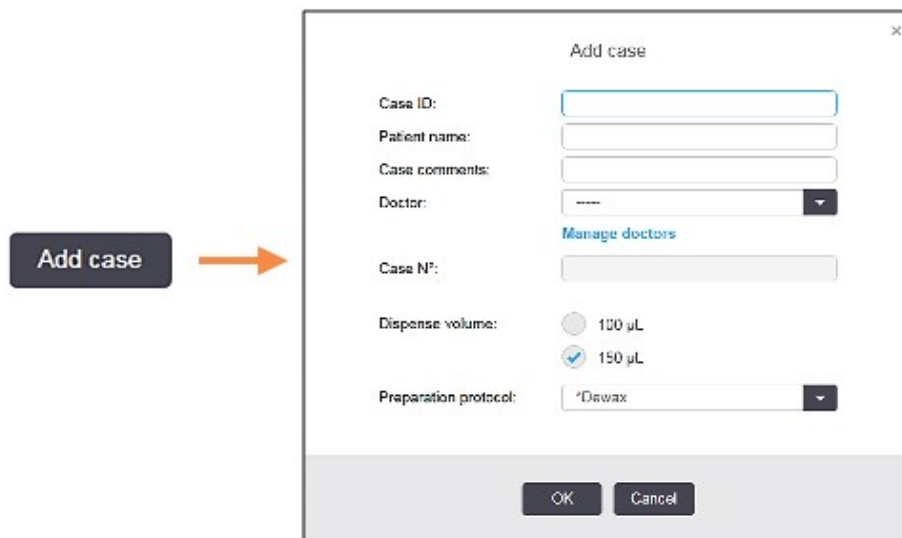 Add case
Add case
Case ID:
Patient name:
Case comments:
Doctor: -----
Manage doctors
Case N°:
Dispense volume: 100 µL
150 µL
Preparation protocol: *Dewax
OK Cancel